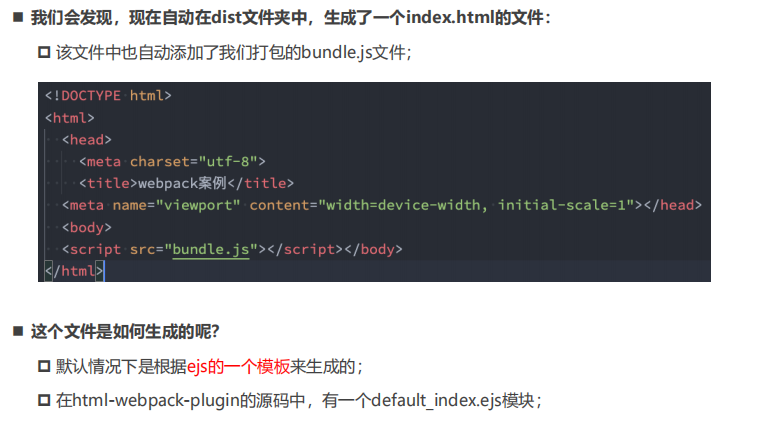 ■ 我们会发现，现在自动在dist文件夹中，生成了一个index.html的文件：
该文件中也自动添加了我们打包的bundle.js文件；
<!DOCTYPE html>
<html>
<head>
<meta charset="utf-8">
<title>webpack案例</title>
<meta name="viewport" content="width=device-width, initial-scale=1"></head>
<body>
<script src="bundle.js"></script></body>
</html>
■ 这个文件是如何生成的呢？
默认情况下是根据ejs的一个模板来生成的；
在html-webpack-plugin的源码中，有一个default_index.ejs模块；